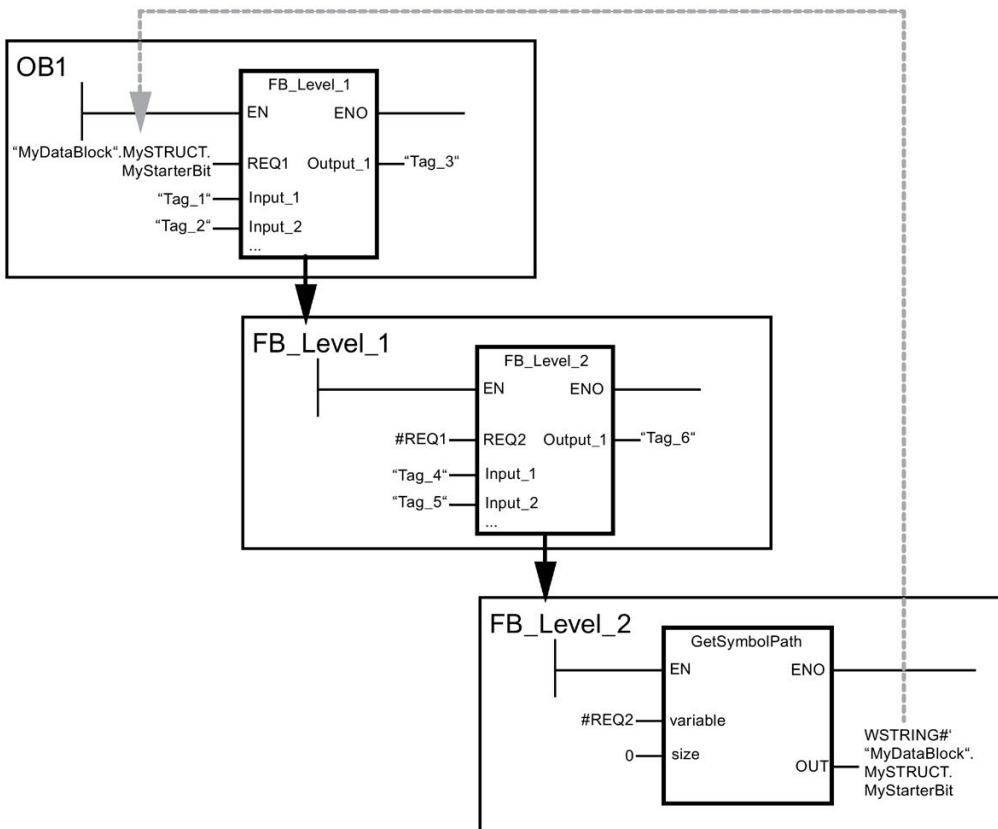 OB1
FB_Level_1
EN
ENO
“MyDataBlock“.MySTRUCT.
MyStarterBit
REQ1
Output_1
“Tag_3“
“Tag_1“
Input_1
“Tag_2“
Input_2
...
FB_Level_1
FB_Level_2
EN
ENO
#REQ1
REQ2
Output_1
“Tag_6“
“Tag_4“
Input_1
“Tag_5“
Input_2
...
FB_Level_2
GetSymbolPath
EN
ENO
#REQ2
variable
0
size
OUT
WSTRING#‘
“MyDataBlock“.
MySTRUCT.
MyStarterBit